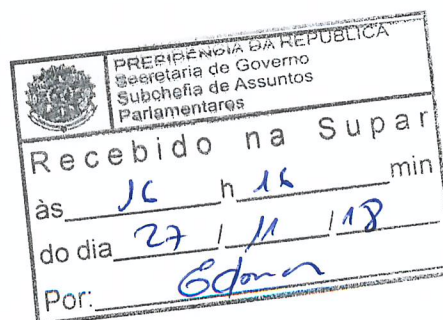 PRESIDÊNCIA DA REPÚBLICA
Secretaria de Governo
Subchefia de Assuntos
Parlamentares
Recebido na Supar
às 16 h 16 min
do dia 27 / 11 / 18
Por: